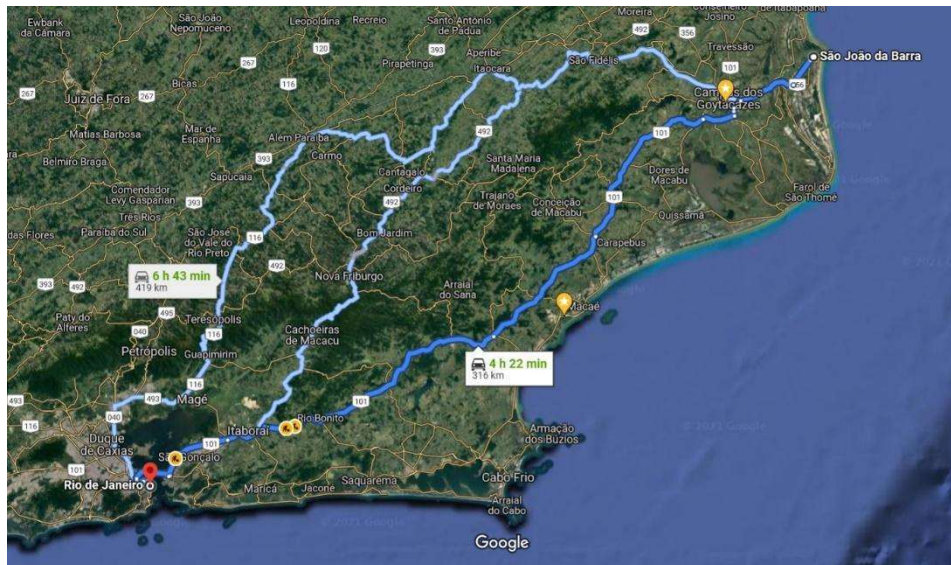 Ewbank
da Câmara
São João
Nepomuceno
Leopoldina
Recreio
Santo Antônio
de Pádua
Moreira
Conselheiro
Josino
de Itabapoana
Pirapetinga
Aperibe
Itaocara
São Fidélis
Travessão
São João da Barra
Juiz de Fora
Bicas
Campos dos
Goytacazes
Matias Barbosa
Mar de
Espanha
Além Paraíba
Carmo
Belmiro Braga
Sapucaia
Cantagalo
Cordeiro
Santa Maria
Madalena
Dores de
Macabu
Farol de
São Thomé
Comendador
Levy Gasparian
Três Rios
Trajano
de Moraes
Conceição
de Macabu
Quissamã
das Flores
Paraíba do Sul
São José
do Vale do
Rio Preto
Bom Jardim
Carapebus
6 h 43 min
419 km
Nova Friburgo
Arraial
do Sana
Macaé
Paty do
Alferes
Teresópolis
Cachoeiras
de Macacu
Petrópolis
Guapimirim
4 h 22 min
316 km
Magé
Rio Bonito
Duque
de Caxias
Itaboraí
Armação
dos Búzios
São Gonçalo
Rio de Janeiro
Maricá
Jaconé
Saquarema
Cabo Frio
Arraial
do Cabo
Google